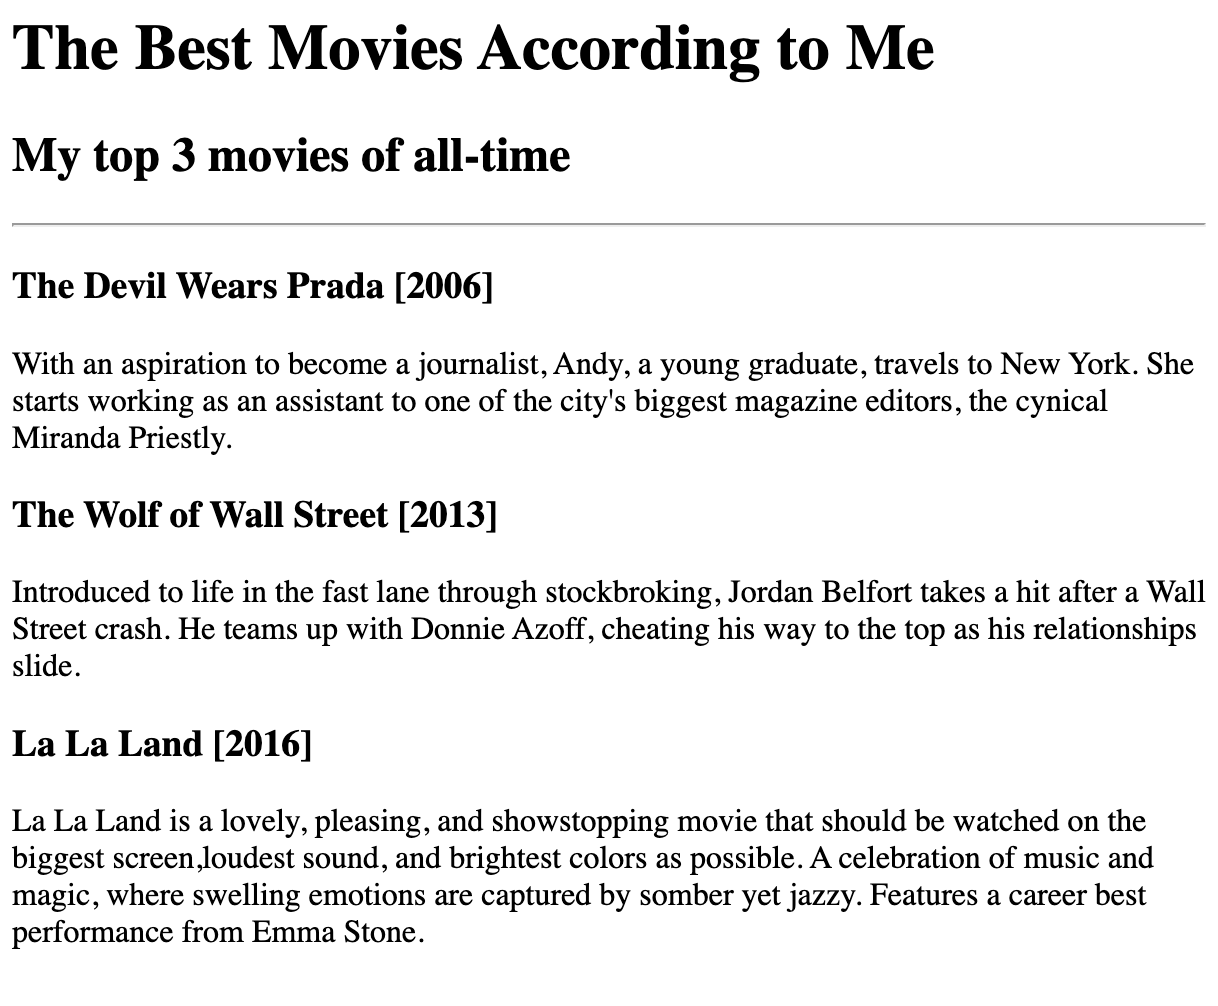 The Best Movies According to Me
My top 3 movies of all-time
The Devil Wears Prada [2006]
With an aspiration to become a journalist, Andy, a young graduate, travels to New York. She
starts working as an assistant to one of the city's biggest magazine editors, the cynical
Miranda Priestly.
The Wolf of Wall Street [2013]
Introduced to life in the fast lane through stockbroking, Jordan Belfort takes a hit after a Wall
Street crash. He teams up with Donnie Azoff, cheating his way to the top as his relationships
slide.
La La Land [2016]
La La Land is a lovely, pleasing, and showstopping movie that should be watched on the
biggest screen,loudest sound, and brightest colors as possible. A celebration of music and
magic, where swelling emotions are captured by somber yet jazzy. Features a career best
performance from Emma Stone.